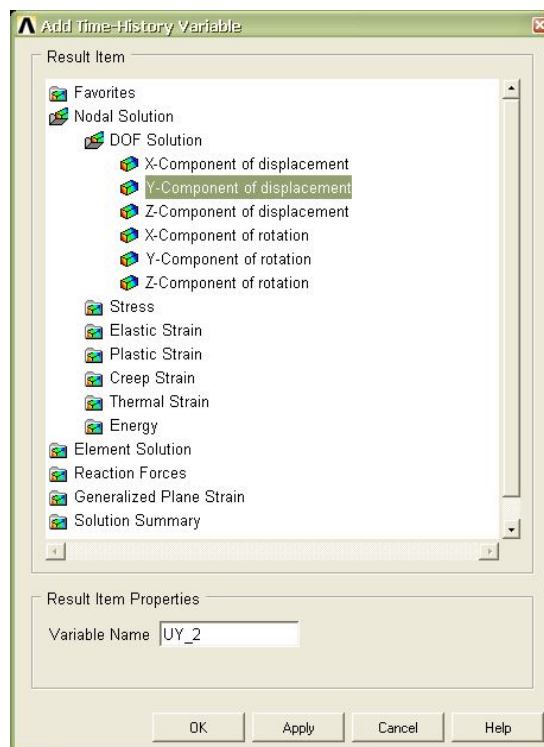 Add Time-History Variable
Result Item
Favorites
Nodal Solution
DOF Solution
X-Component of displacement
Y-Component of displacement
Z-Component of displacement
X-Component of rotation
Y-Component of rotation
Z-Component of rotation
Stress
Elastic Strain
Plastic Strain
Creep Strain
Thermal Strain
Energy
Element Solution
Reaction Forces
Generalized Plane Strain
Solution Summary
Result Item Properties
Variable Name UY_2
OK Apply Cancel Help